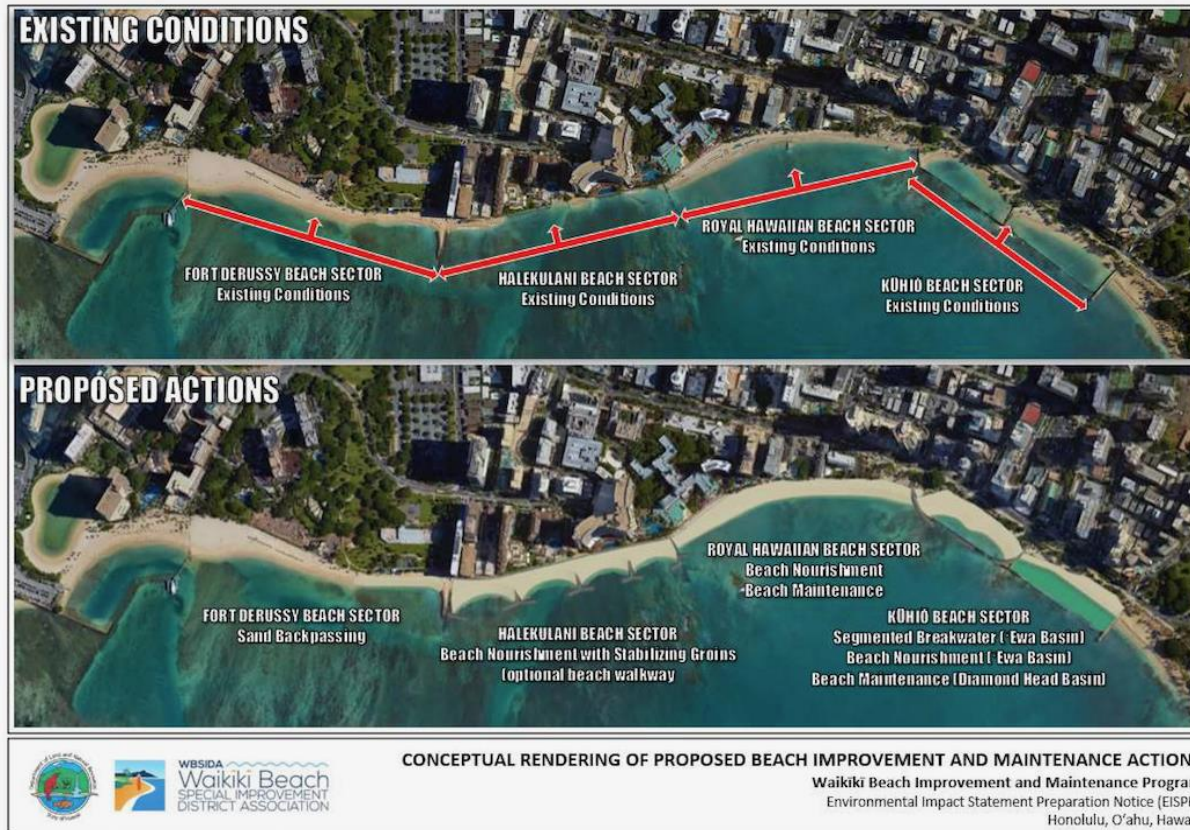 EXISTING CONDITIONS
ROYAL HAWAIIAN BEACH SECTOR
Existing Conditions
FORT DERUSSY BEACH SECTOR
Existing Conditions
HALEKULANI BEACH SECTOR
Existing Conditions
KŪHIŌ BEACH SECTOR
Existing Conditions
PROPOSED ACTIONS
ROYAL HAWAIIAN BEACH SECTOR
Beach Nourishment
Beach Maintenance
FORT DERUSSY BEACH SECTOR
Sand Backpassing
HALEKULANI BEACH SECTOR
Beach Nourishment with Stabilizing Groins
(optional beach walkway
KŪHIŌ BEACH SECTOR
Segmented Breakwater (ʻEwa Basin)
Beach Nourishment (ʻEwa Basin)
Beach Maintenance (Diamond Head Basin)
WBSIDA
Waikīkī Beach
SPECIAL IMPROVEMENT
DISTRICT ASSOCIATION
CONCEPTUAL RENDERING OF PROPOSED BEACH IMPROVEMENT AND MAINTENANCE ACTION
Waikīkī Beach Improvement and Maintenance Progra
Environmental Impact Statement Preparation Notice (EISP
Honolulu, Oʻahu, Hawa